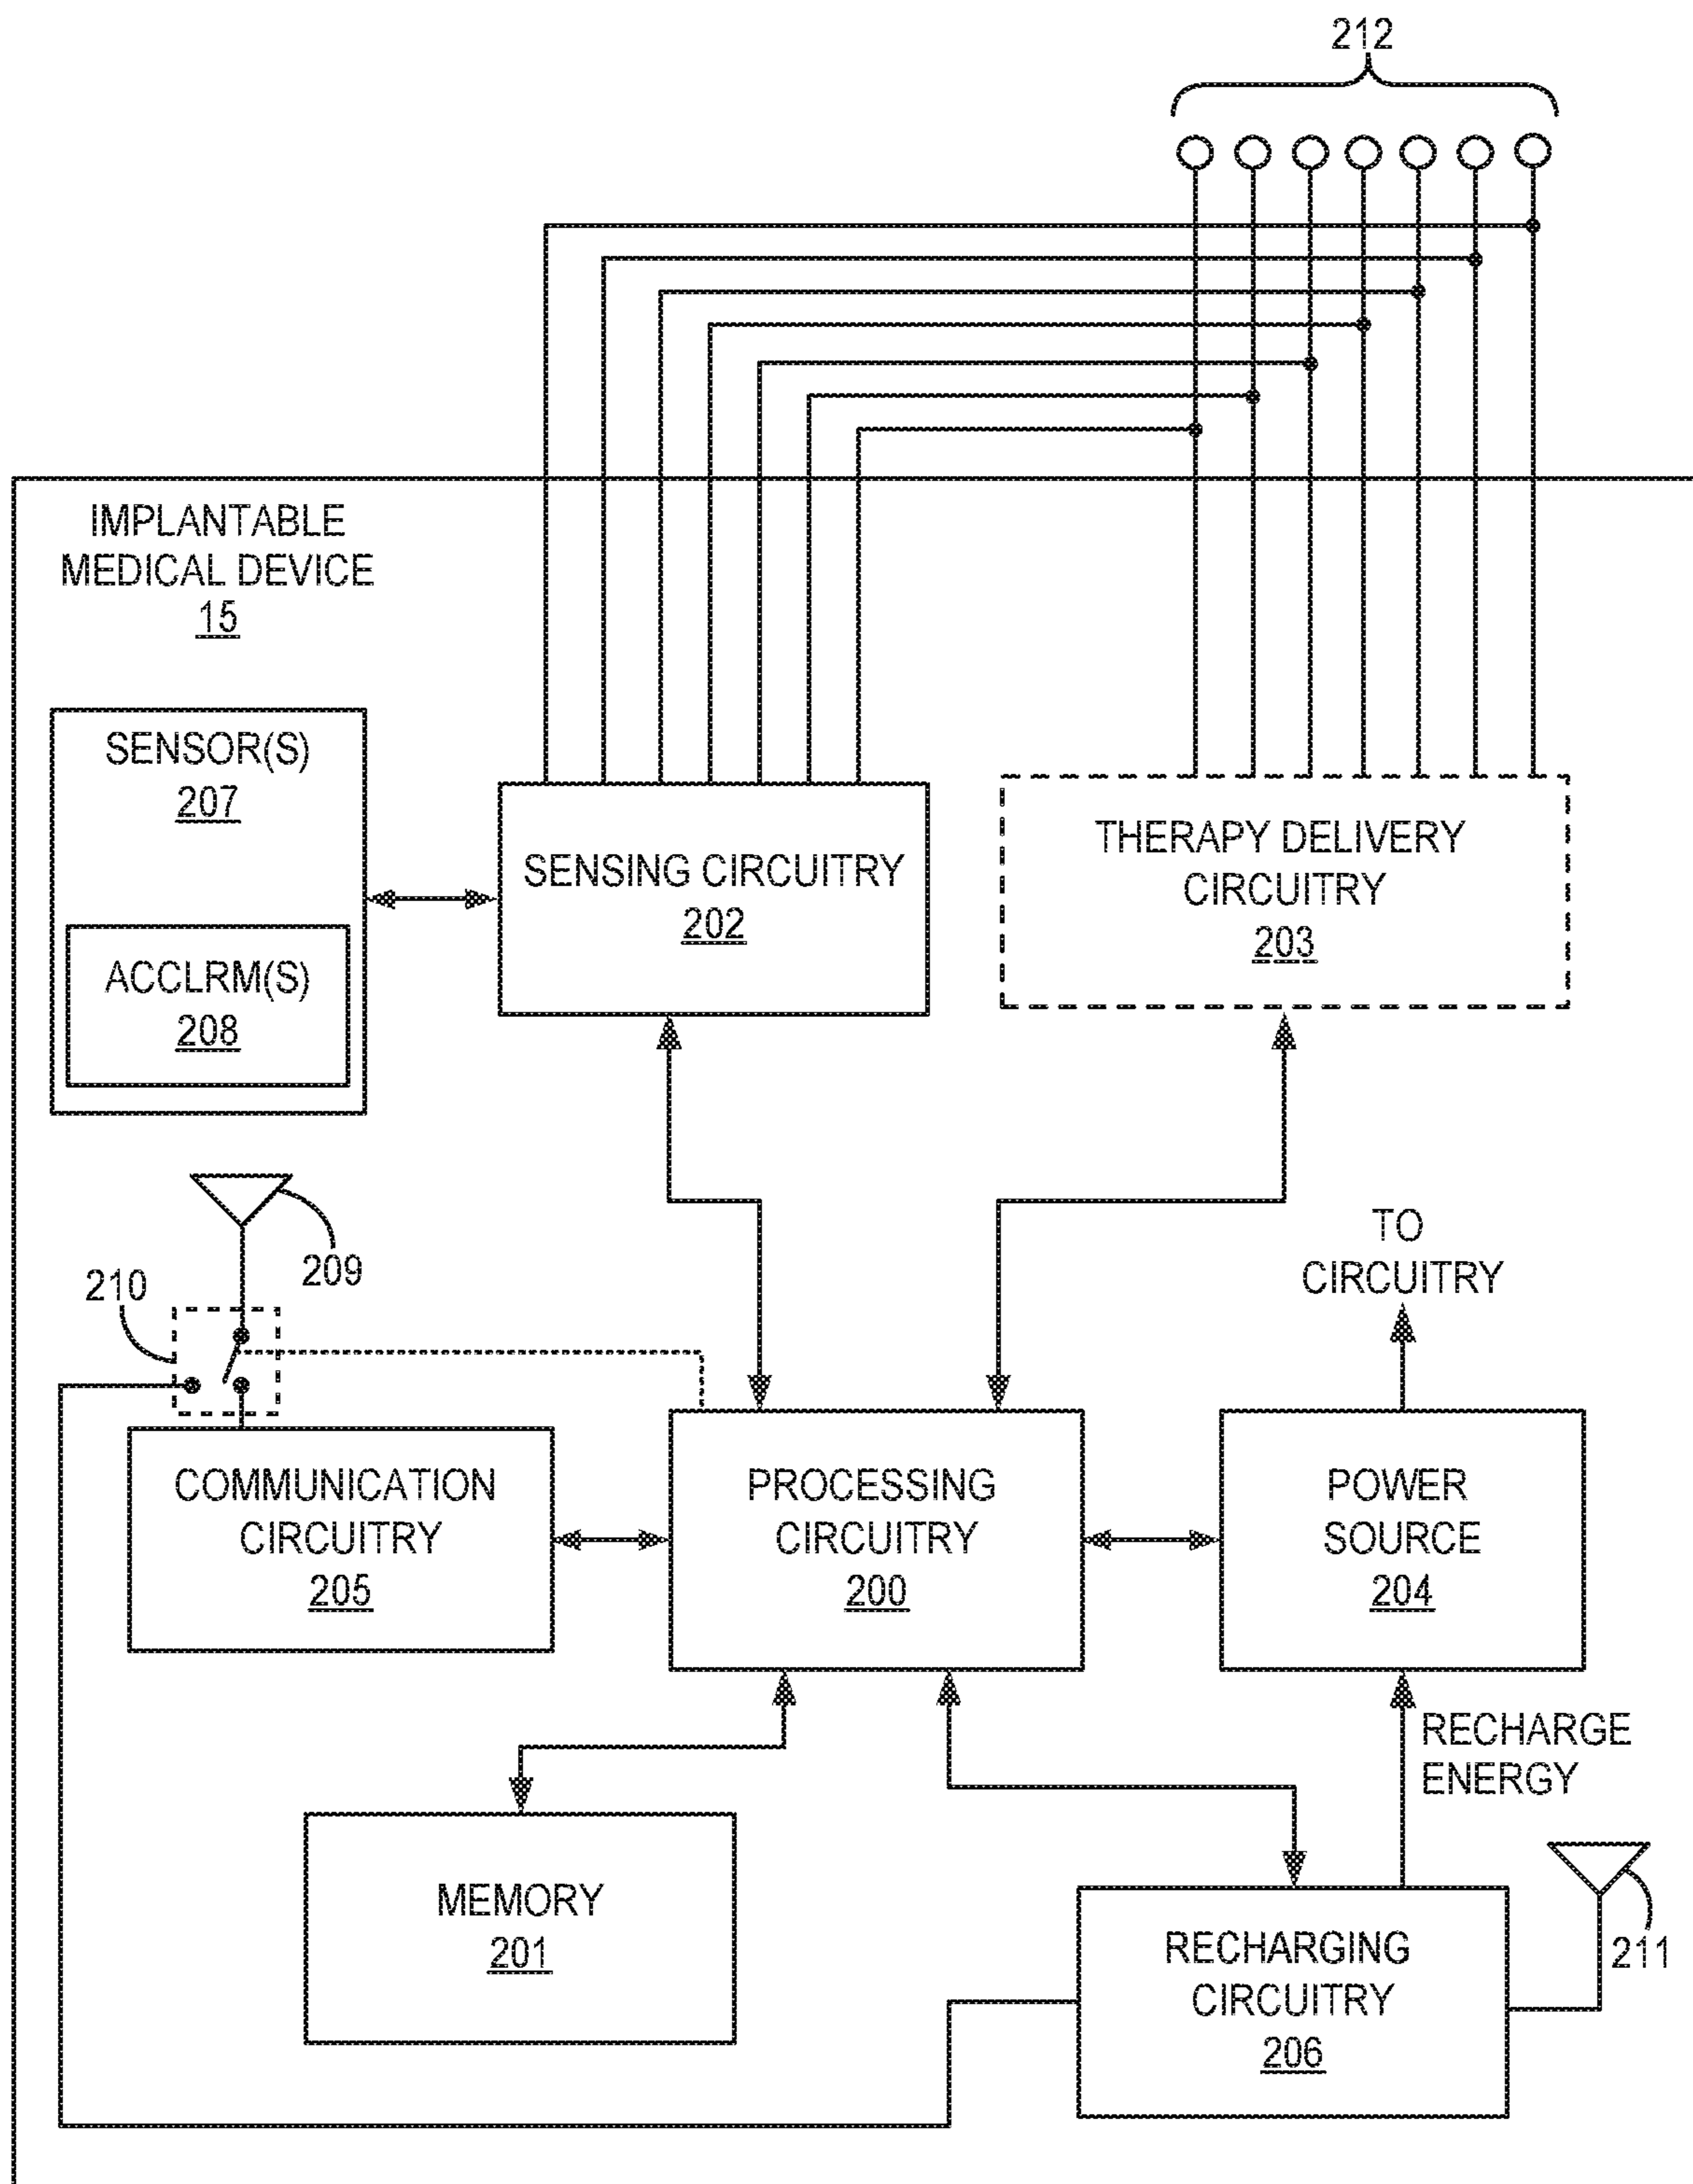 212
IMPLANTABLE
MEDICAL DEVICE
15
SENSOR(S)
207
ACCLRM(S)
208
SENSING CIRCUITRY
202
THERAPY DELIVERY
CIRCUITRY
203
209
210
TO
CIRCUITRY
COMMUNICATION
CIRCUITRY
205
PROCESSING
CIRCUITRY
200
POWER
SOURCE
204
RECHARGE
ENERGY
MEMORY
201
RECHARGING
CIRCUITRY
206
211